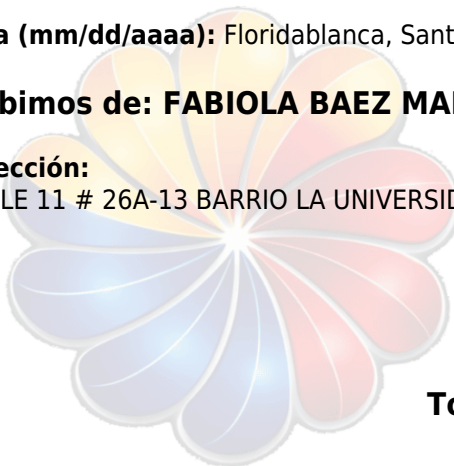 a (mm/dd/aaaa): Floridablanca, Sant
bimos de: FABIOLA BAEZ MA
ección:
LE 11 # 26A-13 BARRIO LA UNIVERSID
To